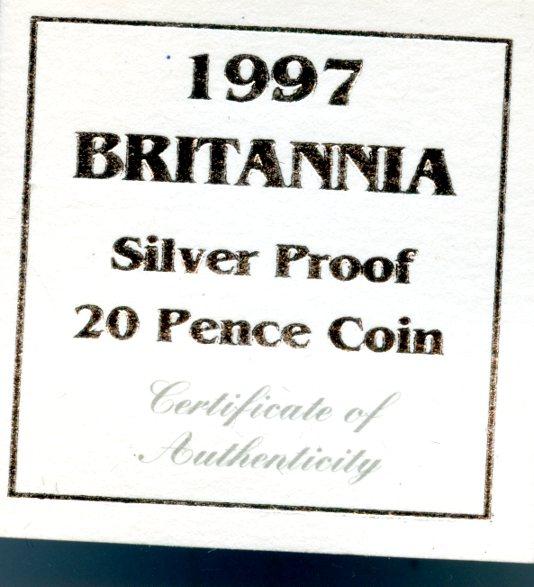 1997
BRITANNIA
Silver Proof
20 Pence Coin
Certificate of
Authenticity